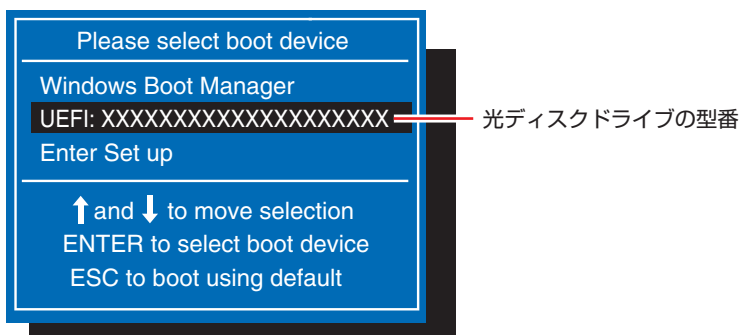 Please select boot device
Windows Boot Manager
UEFI: XXXXXXXXXXXXXXXXXXXX
光ディスクドライブの型番
Enter Set up
↑ and ↓ to move selection
ENTER to select boot device
ESC to boot using default